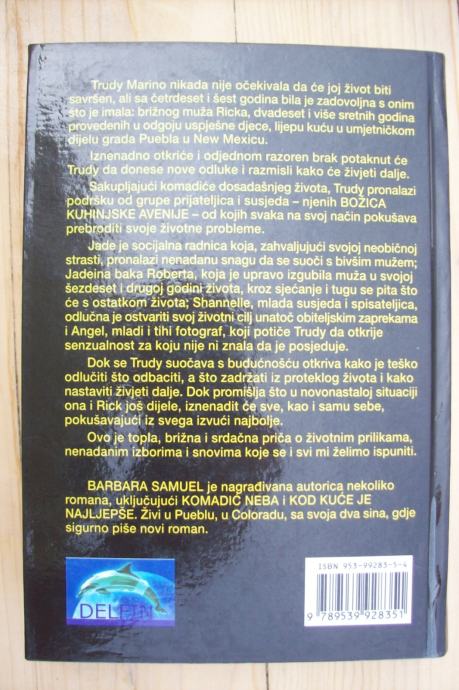 Trudy Marino nikada nije očekivala da će joj život biti
savršen, ali sa četrdeset i šest godina bila je zadovoljna s onim
što je imala: brižnog muža Ricka, dvadeset i više sretnih godina
provedenih u odgoju uspješne djece, lijepu kuću u umjetničkom
dijelu grada Puebla u New Mexicu.
Iznenadno otkriće i odjednom razoren brak potaknut će
Trudy da donese nove odluke i razmisli kako će živjeti dalje.
Sakupljajući komadiće dosadašnjeg života, Trudy pronalazi
podršku od grupe prijateljica i susjeda – njenih BOŽICA
KUHINJSKE AVENIJE – od kojih svaka na svoj način pokušava
prebroditi svoje životne probleme.
Jade je socijalna radnica koja, zahvaljujući svojoj neobičnoj
strasti, pronalazi nenadanu snagu da se suoči s bivšim mužem;
Jadeina baka Roberta, koja je upravo izgubila muža u svojoj
šezdeset i drugoj godini života, kroz sjećanje i tugu se pita što
će s ostatkom života; Shannelle, mlada susjeda i spisateljica,
odlučna je ostvariti svoj životni cilj unatoč obiteljskim zaprekama
i Angel, mladi i tihi fotograf, koji potiče Trudy da otkrije
senzualnost za koju nije ni znala da je posjeduje.
Dok se Trudy suočava s budućnošću otkriva kako je teško
odlučiti što odbaciti, a što zadržati iz proteklog života i kako
nastaviti živjeti dalje. Dok promišlja što u novonastaloj situaciji
ona i Rick još dijele, iznenadit će sve, kao i samu sebe,
pokušavajući iz svega izvući najbolje.
Ovo je topla, brižna i srdačna priča o životnim prilikama,
nenadanim izborima i snovima koje se i svi mi želimo ispuniti.
BARBARA SAMUEL je nagrađivana autorica nekoliko
romana, uključujući KOMADIĆ NEBA i KOD KUĆE JE
NAJLJEPŠE. Živi u Pueblu, u Coloradu, sa svoja dva sina, gdje
sigurno piše novi roman.
ISBN 953-99283-5-4
DELFIN
9 789539 928351